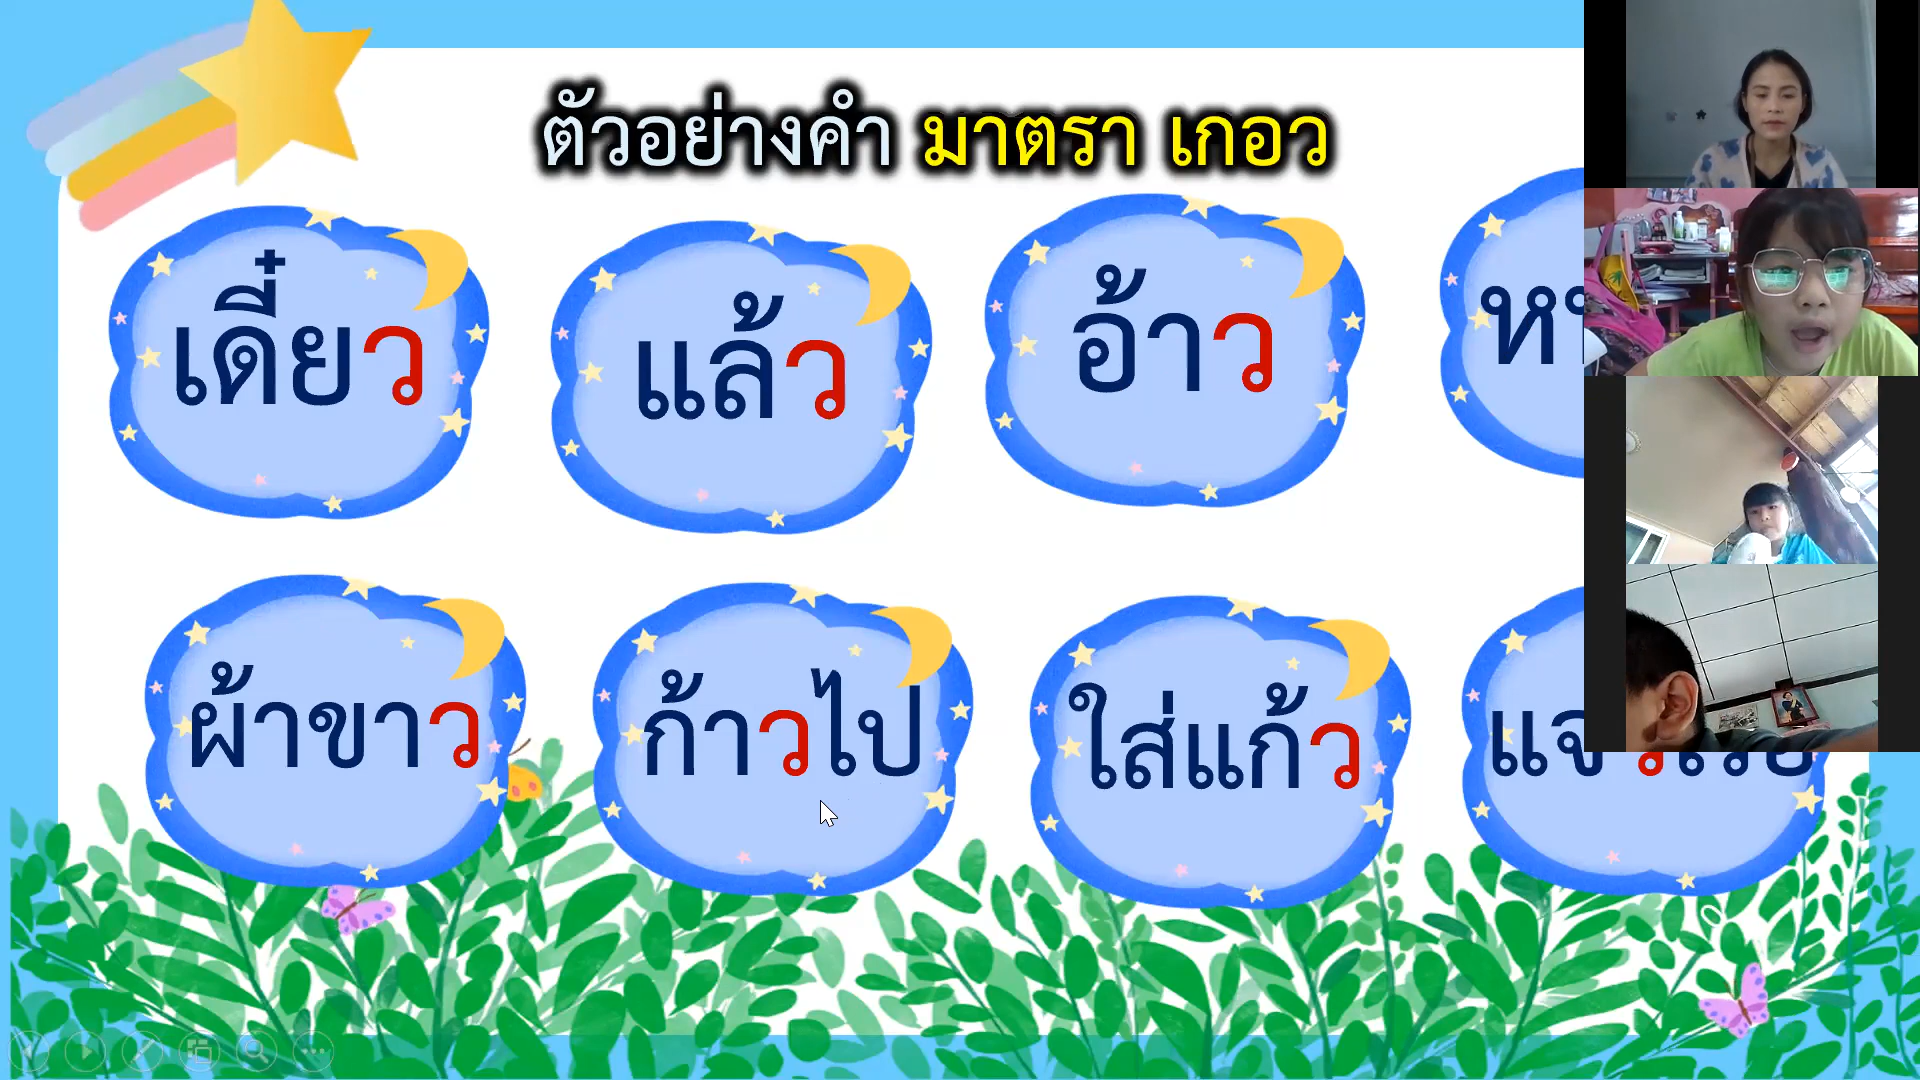 ตัวอย่างคำ มาตรา เกอว
เดี๋ยว
แล้ว
อ้าว
ผ้าขาว
ก้าวไป
ใส่แก้ว